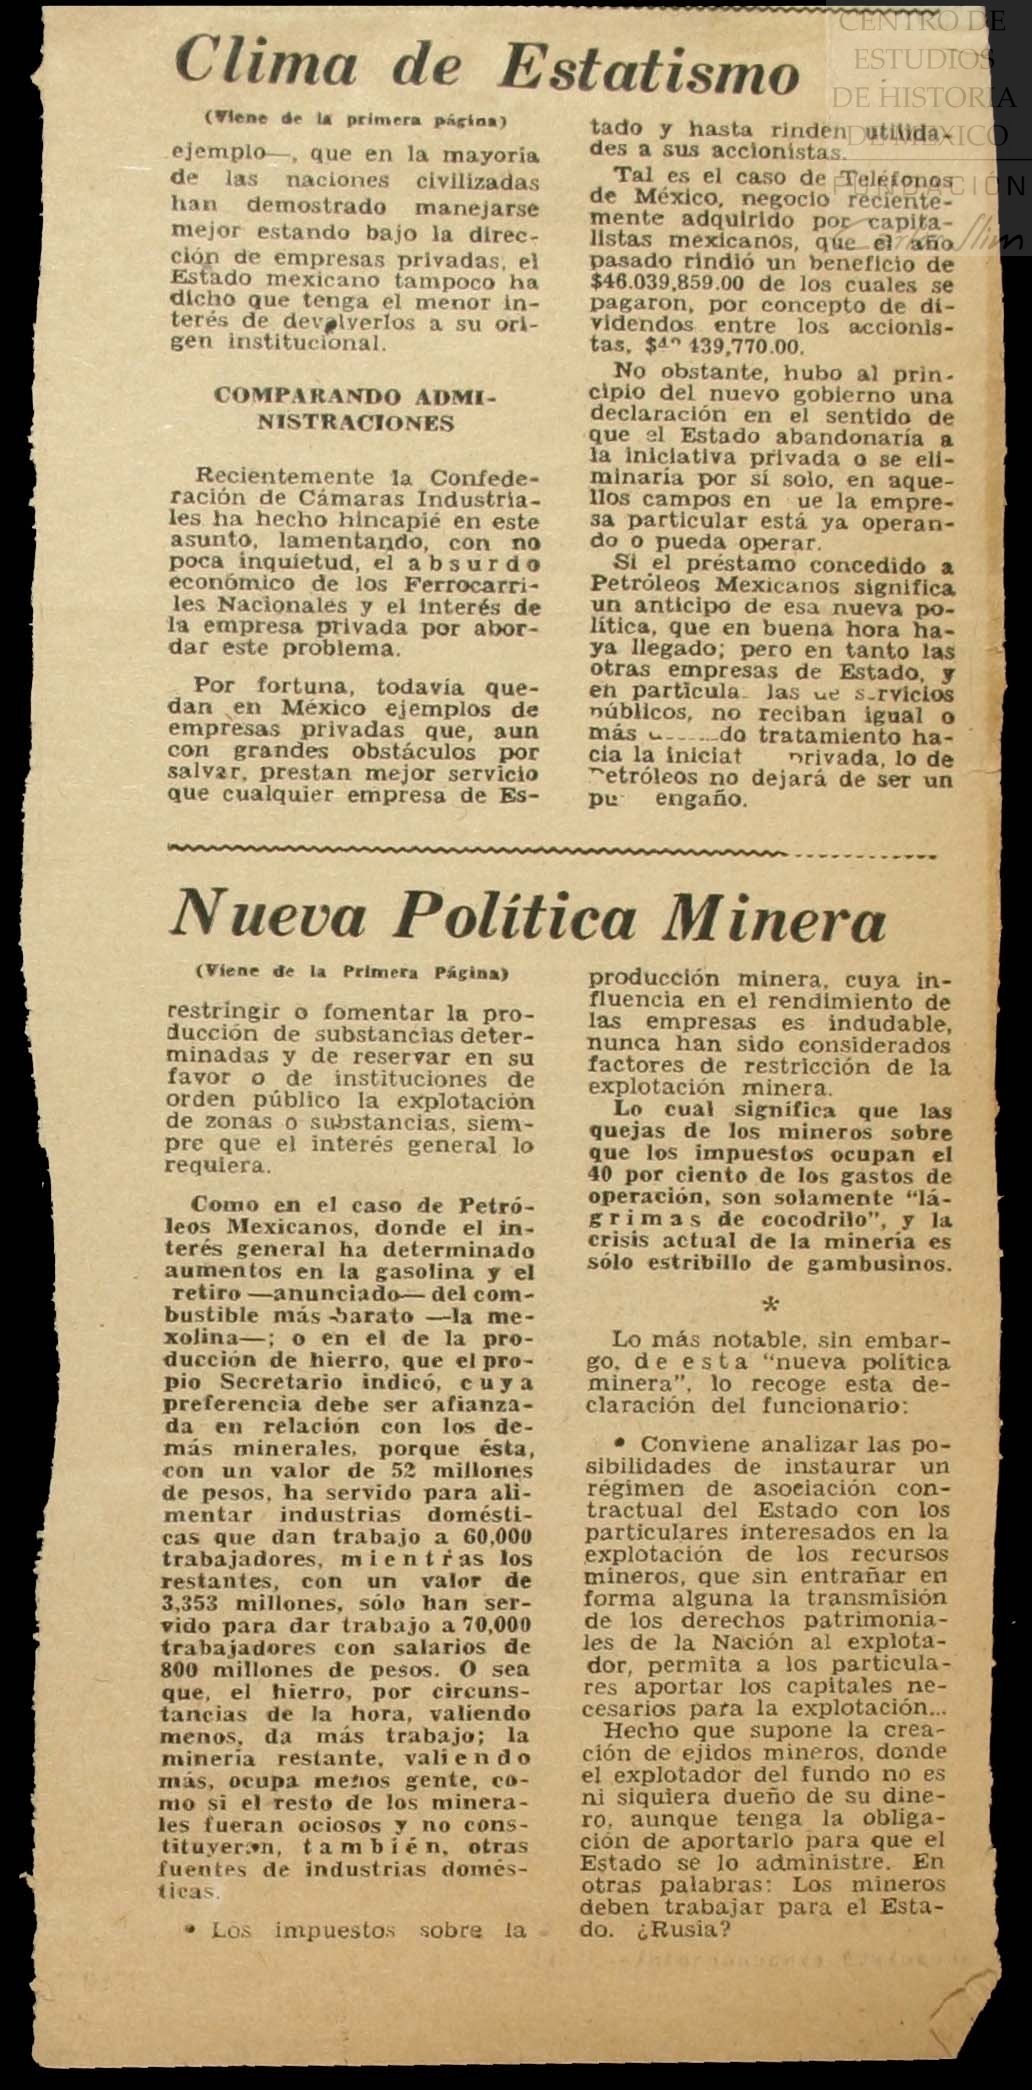 CENTRO DE
ESTUDIOS
DE HISTORIA
DE MÉXICO
FUNDACIÓN
Slim
Clima de Estatismo
(Viene de la primera página)
ejemplo—, que en la mayoría
de las naciones civilizadas
han demostrado manejarse
mejor estando bajo la direc-
ción de empresas privadas, el
Estado mexicano tampoco ha
dicho que tenga el menor in-
terés de devolverlos a su ori-
gen institucional.
COMPARANDO ADMI-
NISTRACIONES
Recientemente la Confede-
ración de Cámaras Industria-
les ha hecho hincapié en este
asunto, lamentando, con no
poca inquietud, el absurdo
económico de los Ferrocarri-
les Nacionales y el interés de
la empresa privada por abor-
dar este problema.
Por fortuna, todavía que-
dan en México ejemplos de
empresas privadas que, aun
con grandes obstáculos por
salvar, prestan mejor servicio
que cualquier empresa de Es-
tado y hasta rinden utilida-
des a sus accionistas.
Tal es el caso de Teléfonos
de México, negocio reciente-
mente adquirido por capita-
listas mexicanos, que el año
pasado rindió un beneficio de
$46.039,859.00 de los cuales se
pagaron, por concepto de di-
videndos entre los accionis-
tas, 439,770.00.
No obstante, hubo al prin-
cipio del nuevo gobierno una
declaración en el sentido de
que el Estado abandonaría a
la iniciativa privada o se eli-
minaría por sí solo, en aque-
llos campos en ue la empre-
sa particular está ya operan-
do o pueda operar.
Si el préstamo concedido a
Petróleos Mexicanos significa
un anticipo de esa nueva po-
lítica, que en buena hora ha-
ya llegado; pero en tanto las
otras empresas de Estado, y
en particula las de s rvicios
públicos, no reciban igual o
más do tratamiento ha-
cia la iniciat privada, lo de
Petróleos no dejará de ser un
pu engaño.
Nueva Política Minera
(Viene de la Primera Página)
restringir o fomentar la pro-
ducción de substancias deter-
minadas y de reservar en su
favor o de instituciones de
orden público la explotación
de zonas o substancias, siem-
pre que el interés general lo
requiera.
Como en el caso de Petró-
leos Mexicanos, donde el in-
terés general ha determinado
aumentos en la gasolina y el
retiro —anunciado— del com-
bustible más barato —la me-
xolina—; o en el de la pro-
ducción de hierro, que el pro-
pio Secretario indicó, cuya
preferencia debe ser afianza-
da en relación con los de-
más minerales, porque ésta,
con un valor de 52 millones
de pesos, ha servido para ali-
mentar industrias domésti-
cas que dan trabajo a 60,000
trabajadores, mientras los
restantes, con un valor de
3,353 millones, sólo han ser-
vido para dar trabajo a 70,000
trabajadores con salarios de
800 millones de pesos. O sea
que, el hierro, por circuns-
tancias de la hora, valiendo
menos, da más trabajo; la
minería restante, valiendo
más, ocupa menos gente, co-
mo si el resto de los minera-
les fueran ociosos y no cons-
tituyeran, también, otras
fuentes de industrias domés-
ticas.
• Los impuestos sobre la
producción minera, cuya in-
fluencia en el rendimiento de
las empresas es indudable,
nunca han sido considerados
factores de restricción de la
explotación minera.
Lo cual significa que las
quejas de los mineros sobre
que los impuestos ocupan el
40 por ciento de los gastos de
operación, son solamente "lá-
grimas de cocodrilo", y la
crisis actual de la minería es
sólo estribillo de gambusinos.
*
Lo más notable, sin embar-
go, de esta "nueva política
minera", lo recoge esta de-
claración del funcionario:
• Conviene analizar las po-
sibilidades de instaurar un
régimen de asociación con-
tractual del Estado con los
particulares interesados en la
explotación de los recursos
mineros, que sin entrañar en
forma alguna la transmisión
de los derechos patrimonia-
les de la Nación al explota-
dor, permita a los particula-
res aportar los capitales ne-
cesarios para la explotación...
Hecho que supone la crea-
ción de ejidos mineros, donde
el explotador del fundo no es
ni siquiera dueño de su dine-
ro, aunque tenga la obliga-
ción de aportarlo para que el
Estado se lo administre. En
otras palabras: Los mineros
deben trabajar para el Esta-
do. ¿Rusia?